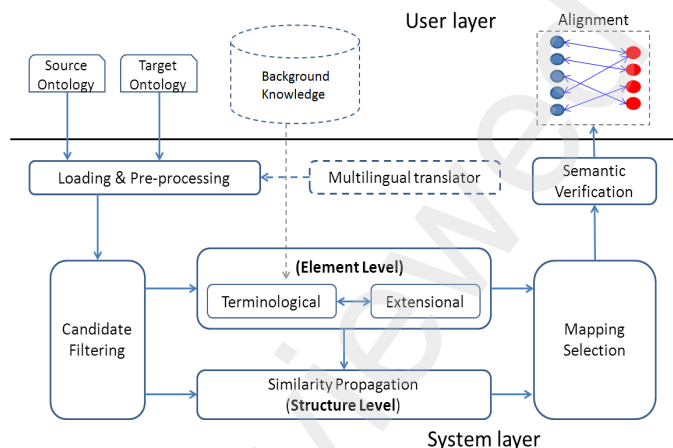 User layer
Alignment
Source
Ontology
Target
Ontology
Background
Knowledge
Loading & Pre-processing
Multilingual translator
Semantic
Verification
(Element Level)
Terminological
Extensional
Candidate
Filtering
Mapping
Selection
Similarity Propagation
(Structure Level)
System layer